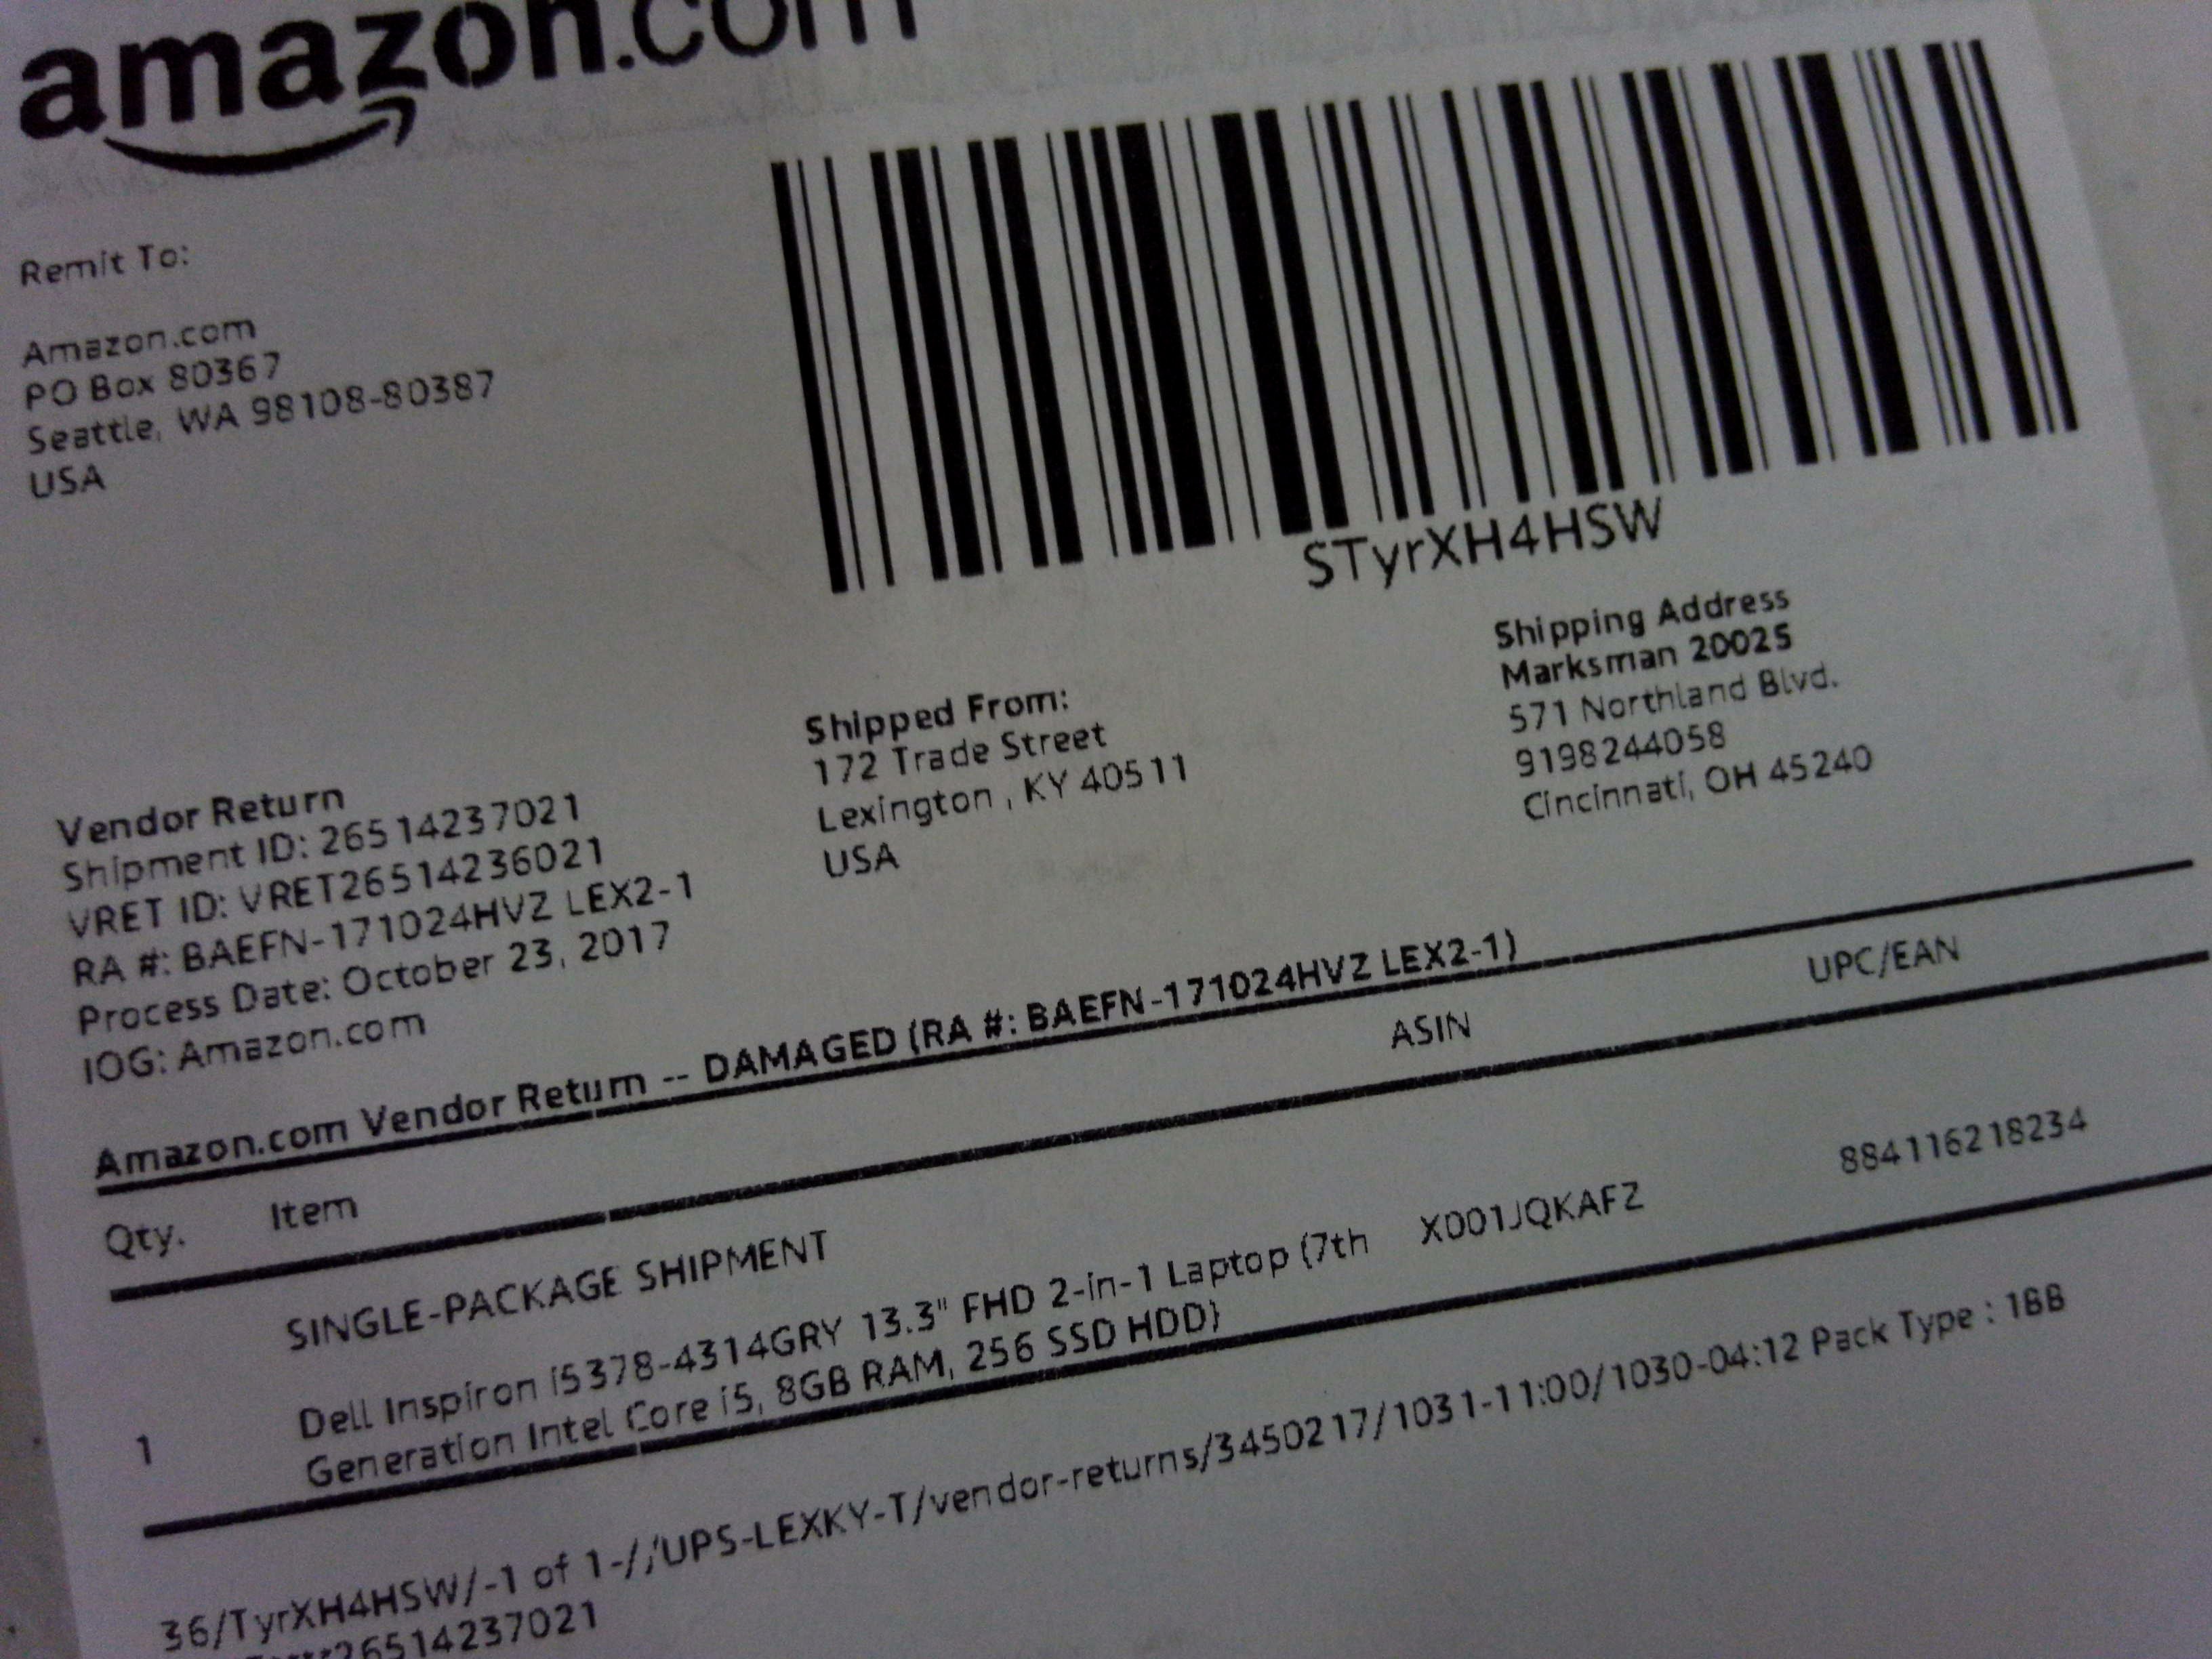 amazon.com
Remit To:
Amazon.com
PO Box 80367
Seattle, WA 98108-80387
USA
STyrXH4HSW
Vendor Return
Shipment ID: 26514237021
VRET ID: VRET26514236021
RA #: BAEFN-171024HVZ LEX2-1
Process Date: October 23, 2017
IOG: Amazon.com
Shipped From:
172 Trade Street
Lexington , KY 40511
USA
Shipping Address
Marksman 20025
571 Northland Blvd.
9198244058
Cincinnati, OH 45240
Amazon.com Vendor Return -- DAMAGED (RA #: BAEFN-171024HVZ LEX2-1)
Qty. Item ASIN UPC/EAN
SINGLE-PACKAGE SHIPMENT
1 Dell Inspiron i5378-4314GRY 13.3" FHD 2-in-1 Laptop (7th X001JQKAFZ 884116218234
Generation Intel Core i5, 8GB RAM, 256 SSD HDD)
36/TyrXH4HSW/-1 of 1-//UPS-LEXKY-T/vendor-returns/3450217/1031-11:00/1030-04:12 Pack Type : 1BB
26514237021